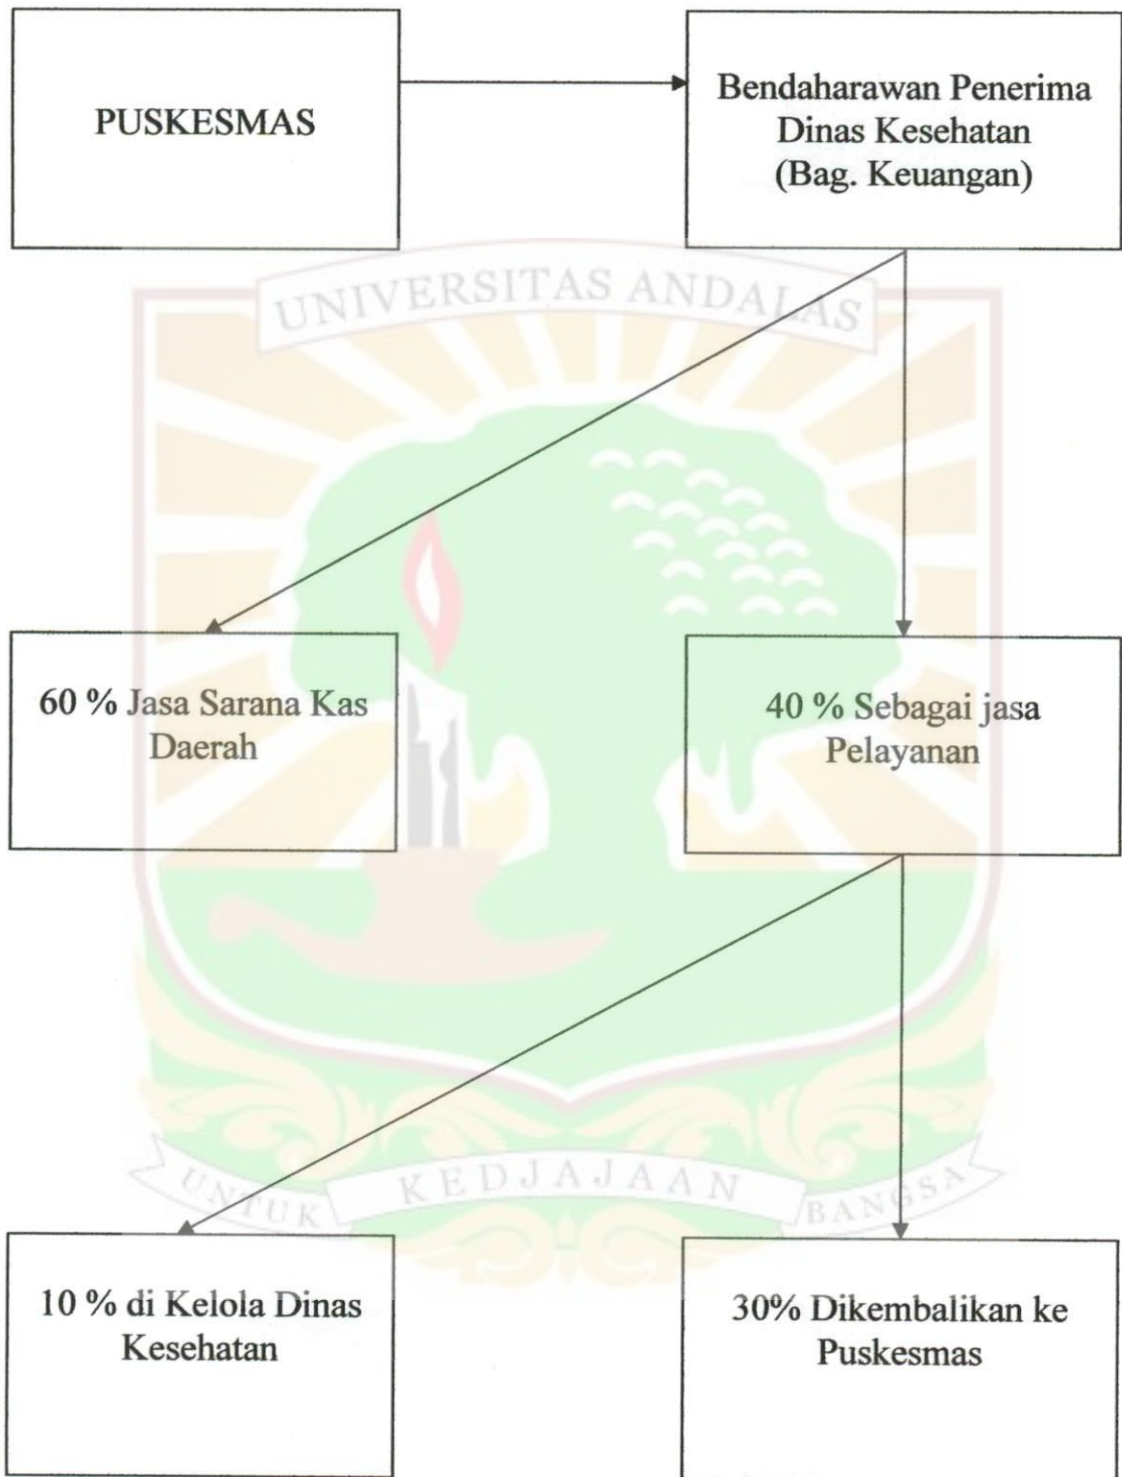 PUSKESMAS
Bendaharawan Penerima
Dinas Kesehatan
(Bag. Keuangan)
UNIVERSITAS ANDALAS
60 % Jasa Sarana Kas
Daerah
40 % Sebagai jasa
Pelayanan
UNTUK KEDJAJAAN BANGSA
10 % di Kelola Dinas
Kesehatan
30% Dikembalikan ke
Puskesmas